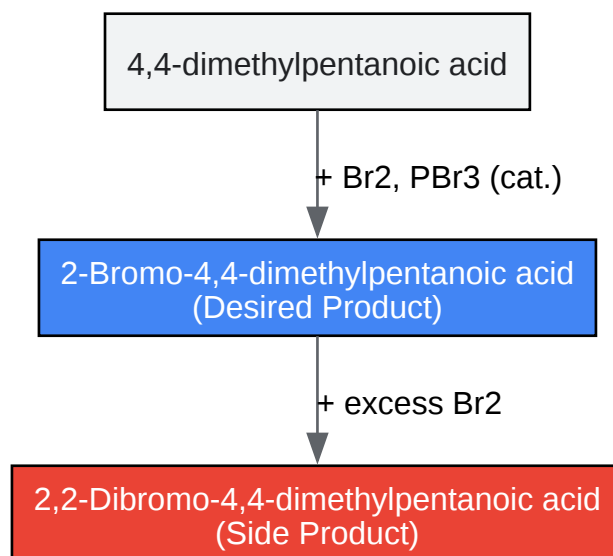 4,4-dimethylpentanoic acid
+ Br2, PBr3 (cat.)
2-Bromo-4,4-dimethylpentanoic acid
(Desired Product)
+ excess Br2
2,2-Dibromo-4,4-dimethylpentanoic acid
(Side Product)